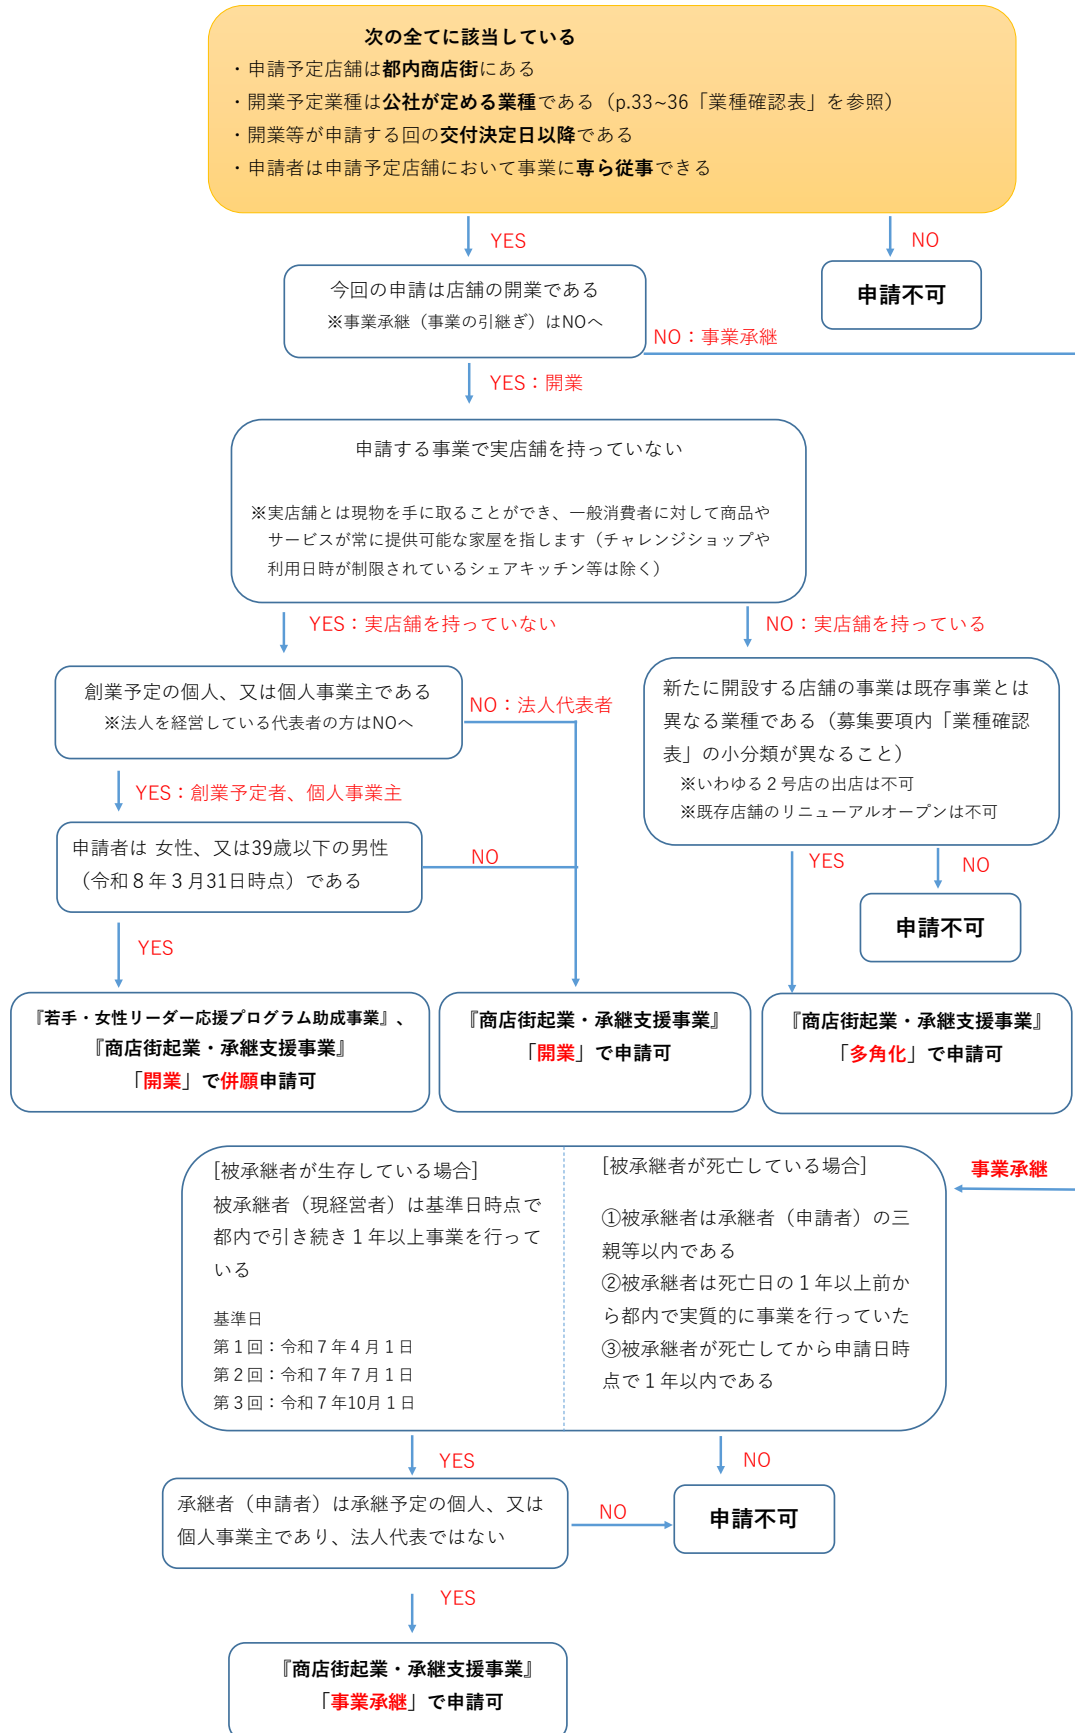 次の全てに該当している
・申請予定店舗は都内商店街にある
・開業予定業種は公社が定める業種である（p.33~36「業種確認表」を参照）
・開業等が申請する回の交付決定日以降である
・申請者は申請予定店舗において事業に専ら従事できる
YES
NO
今回の申請は店舗の開業である
※事業承継（事業の引継ぎ）はNOへ
申請不可
NO：事業承継
YES：開業
申請する事業で実店舗を持っていない
※実店舗とは現物を手に取ることができ、一般消費者に対して商品や
サービスが常に提供可能な家屋を指します（チャレンジショップや
利用日時が制限されているシェアキッチン等は除く）
YES：実店舗を持っていない
NO：実店舗を持っている
創業予定の個人、又は個人事業主である
※法人を経営している代表者の方はNOへ
NO：法人代表者
新たに開設する店舗の事業は既存事業とは
異なる業種である（募集要項内「業種確認
表」の小分類が異なること）
※いわゆる２号店の出店は不可
※既存店舗のリニューアルオープンは不可
YES：創業予定者、個人事業主
申請者は 女性、又は39歳以下の男性
（令和８年３月31日時点）である
NO
YES
NO
申請不可
YES
『若手・女性リーダー応援プログラム助成事業』、
『商店街起業・承継支援事業』
「開業」で併願申請可
『商店街起業・承継支援事業』
「開業」で申請可
『商店街起業・承継支援事業』
「多角化」で申請可
事業承継
[被承継者が生存している場合]
被承継者（現経営者）は基準日時点で
都内で引き続き１年以上事業を行って
いる
基準日
第１回：令和７年４月１日
第２回：令和７年７月１日
第３回：令和７年10月１日
[被承継者が死亡している場合]
①被承継者は承継者（申請者）の三
親等以内である
②被承継者は死亡日の１年以上前か
ら都内で実質的に事業を行っていた
③被承継者が死亡してから申請日時
点で１年以内である
YES
NO
承継者（申請者）は承継予定の個人、又は
個人事業主であり、法人代表ではない
NO
申請不可
YES
『商店街起業・承継支援事業』
「事業承継」で申請可